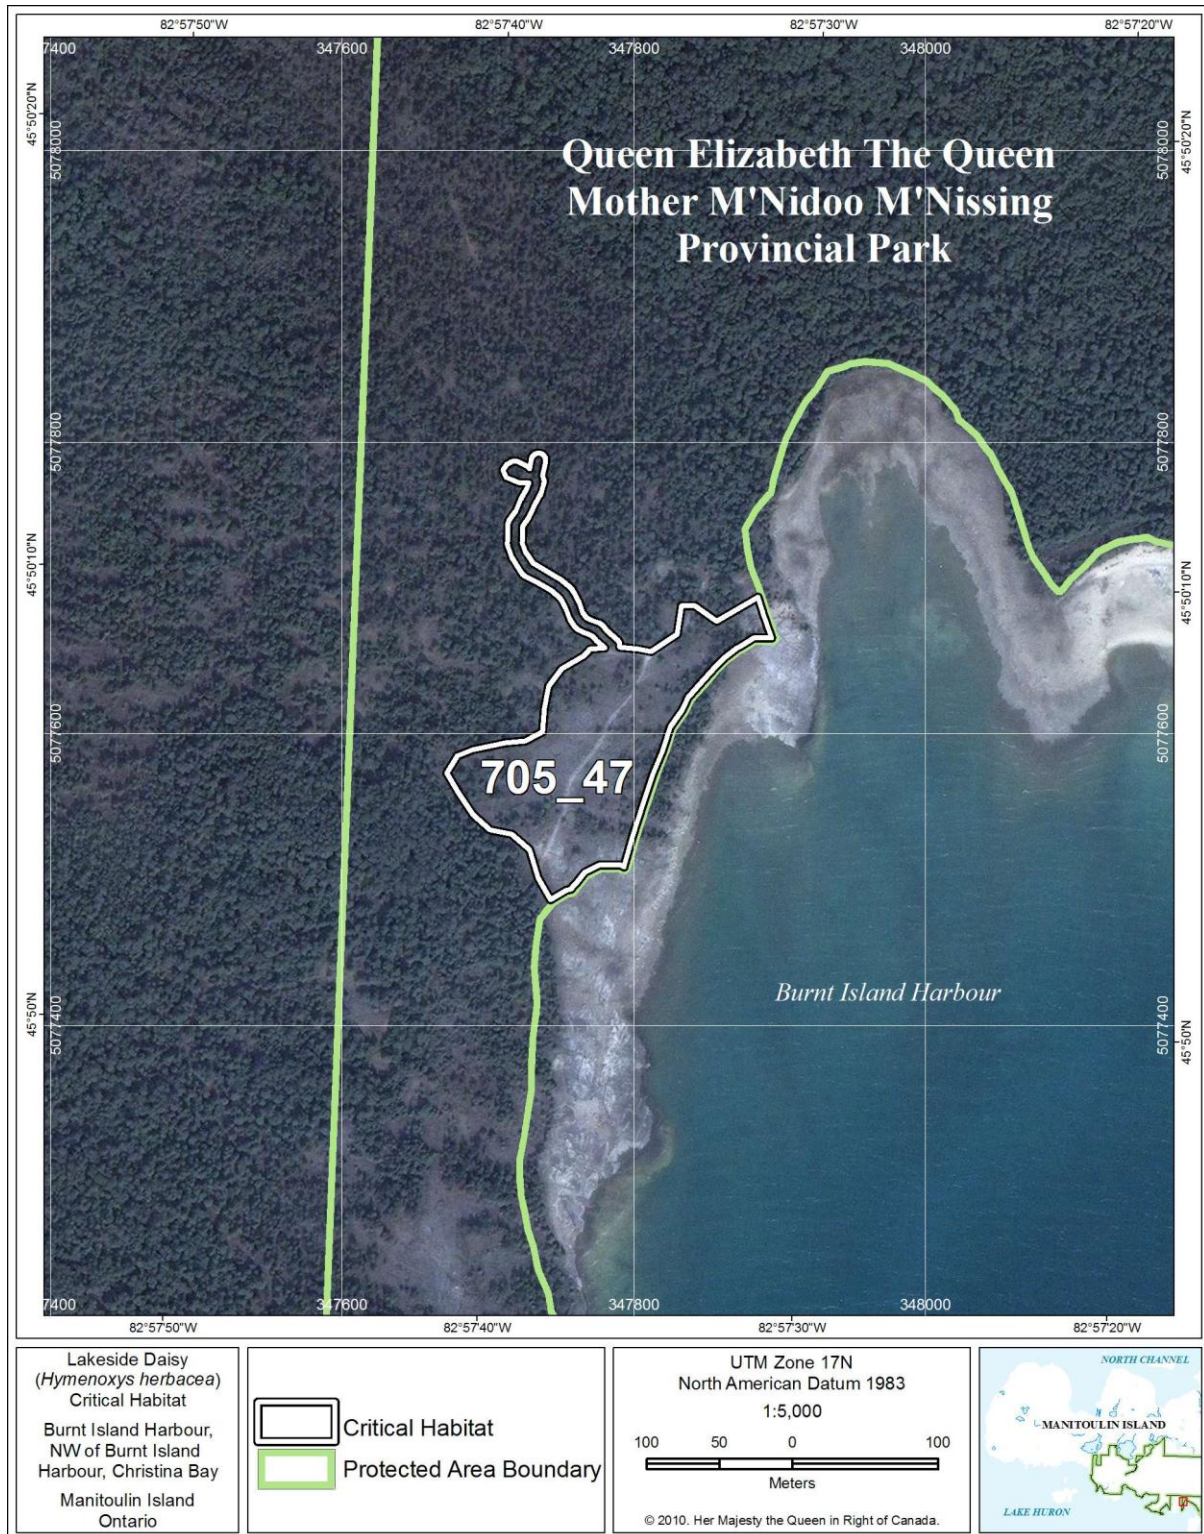 82°57'50"W 82°57'40"W 82°57'30"W 82°57'20"W
7400 347600 347800 348000
45°50'20"N 5078000 5078000 45°50'20"N
Queen Elizabeth The Queen
Mother M'Nidoo M'Nissing
Provincial Park
5077800 5077800
45°50'10"N 45°50'10"N
5077600 5077600
705_47
Burnt Island Harbour
45°50'N 5077400 5077400 45°50'N
7400 347600 347800 348000
82°57'50"W 82°57'40"W 82°57'30"W 82°57'20"W
Lakeside Daisy
(Hymenoxys herbacea)
Critical Habitat
Burnt Island Harbour,
NW of Burnt Island
Harbour, Christina Bay
Manitoulin Island
Ontario
Critical Habitat
Protected Area Boundary
UTM Zone 17N
North American Datum 1983
1:5,000
100 50 0 100
Meters
© 2010. Her Majesty the Queen in Right of Canada.
NORTH CHANNEL
MANITOULIN ISLAND
LAKE HURON